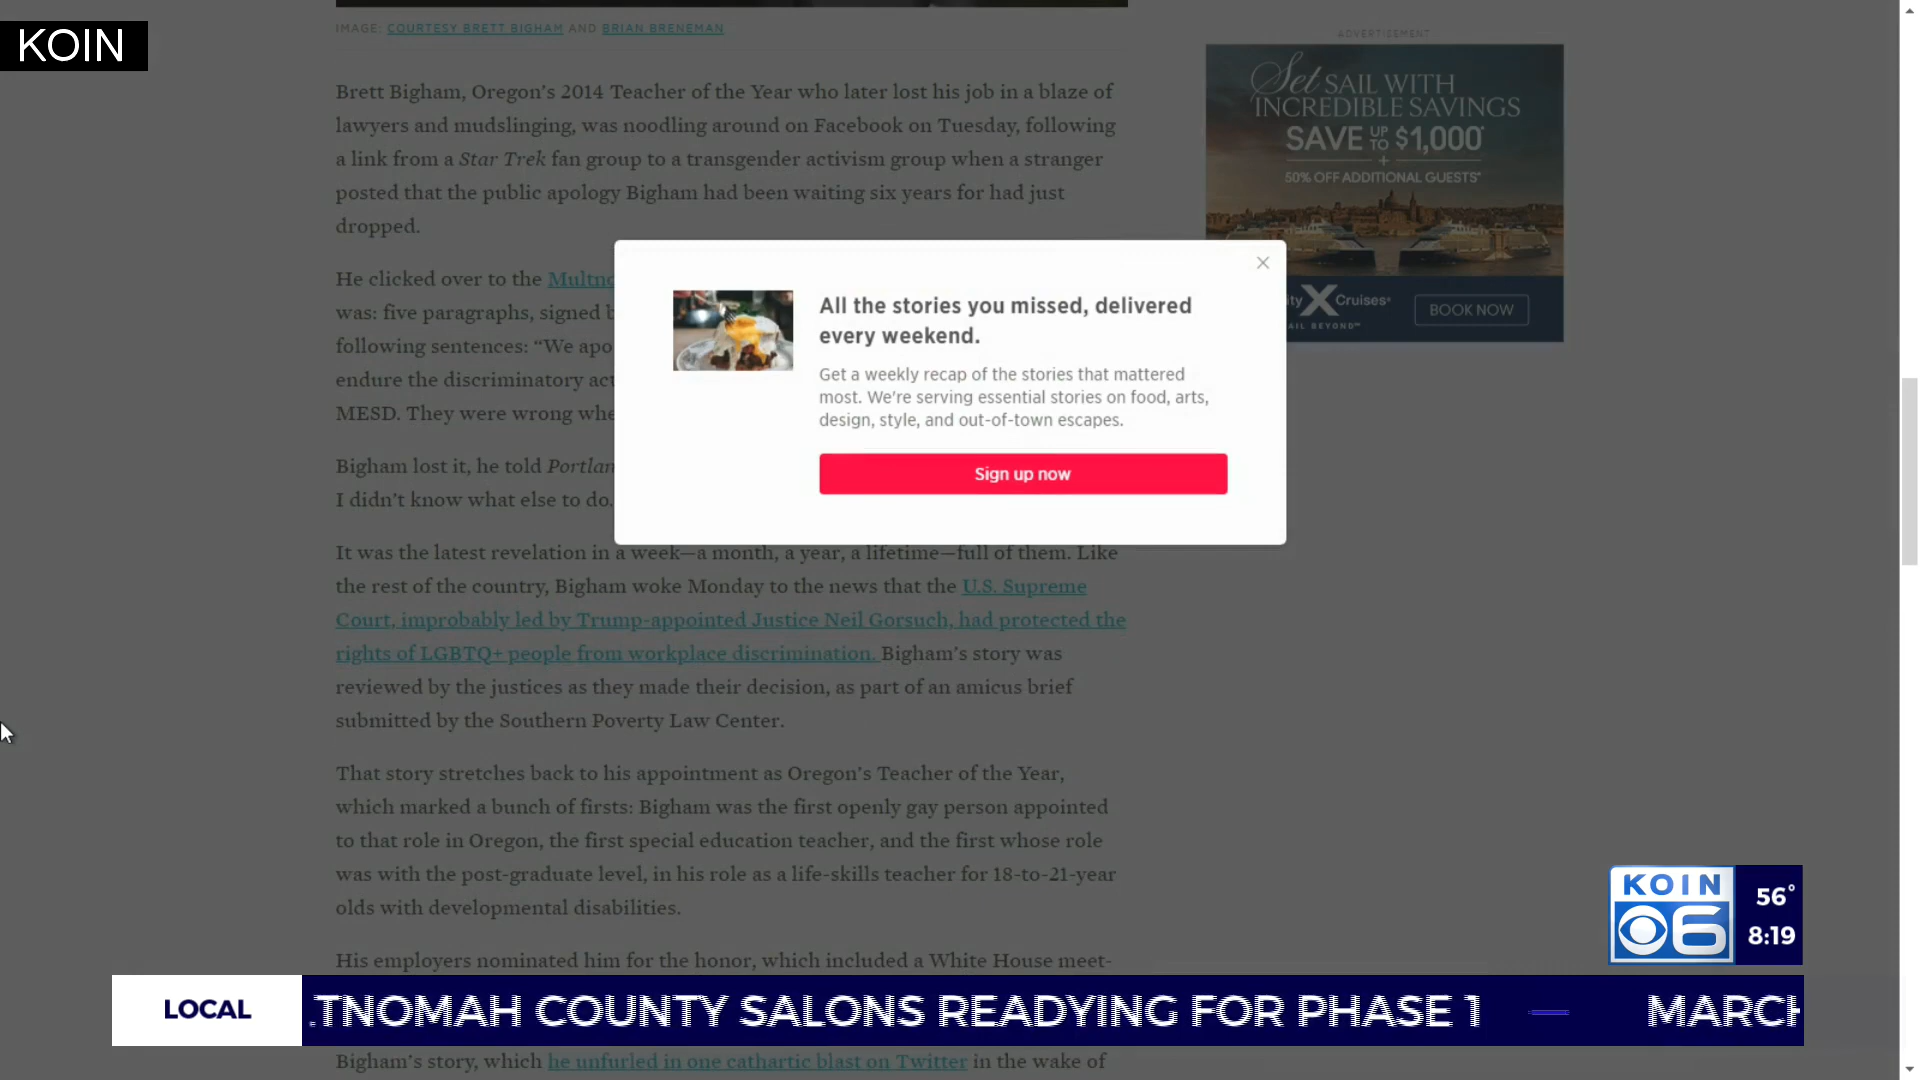 KOIN
IMAGE: COURTESY BRETT BIGHAM AND BRIAN BRENEMAN
Brett Bigham, Oregon’s 2014 Teacher of the Year who later lost his job in a blaze of
lawyers and mudslinging, was noodling around on Facebook on Tuesday, following
a link from a Star Trek fan group to a transgender activism group when a stranger
posted that the public apology Bigham had been waiting six years for had just
dropped.
He clicked over to the Multno
was: five paragraphs, signed b
following sentences: “We apo
endure the discriminatory act
MESD. They were wrong whe
Bigham lost it, he told Portlan
I didn’t know what else to do.
It was the latest revelation in a week—a month, a year, a lifetime—full of them. Like
the rest of the country, Bigham woke Monday to the news that the U.S. Supreme
Court, improbably led by Trump-appointed Justice Neil Gorsuch, had protected the
rights of LGBTQ+ people from workplace discrimination. Bigham’s story was
reviewed by the justices as they made their decision, as part of an amicus brief
submitted by the Southern Poverty Law Center.
That story stretches back to his appointment as Oregon’s Teacher of the Year,
which marked a bunch of firsts: Bigham was the first openly gay person appointed
to that role in Oregon, the first special education teacher, and the first whose role
was with the post-graduate level, in his role as a life-skills teacher for 18-to-21-year
olds with developmental disabilities.
His employers nominated him for the honor, which included a White House meet-
Bigham’s story, which he unfurled in one cathartic blast on Twitter in the wake of
All the stories you missed, delivered
every weekend.
Get a weekly recap of the stories that mattered
most. We’re serving essential stories on food, arts,
design, style, and out-of-town escapes.
Sign up now
ADVERTISEMENT
Set SAIL WITH
INCREDIBLE SAVINGS
SAVE UP TO $1,000*
+
50% OFF ADDITIONAL GUESTS*
ity X Cruises
AIL BEYOND℠
BOOK NOW
KOIN
6
56°
8:19
LOCAL
TNOMAH COUNTY SALONS READYING FOR PHASE 1 — MARCH